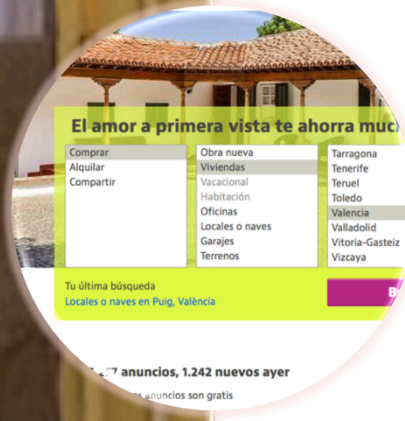 El amor a primera vista te ahorra
Comprar
Alquilar
Compartir
Obra nueva
Viviendas
Vacacional
Habitación
Oficinas
Locales o naves
Garajes
Terrenos
Tarragona
Tenerife
Teruel
Toledo
Valencia
Valladolid
Vitoria-Gasteiz
Vizcaya
Tu última búsqueda
Locales o naves en Puig, València
anuncios, 1.242 nuevos ayer
anuncios son gratis